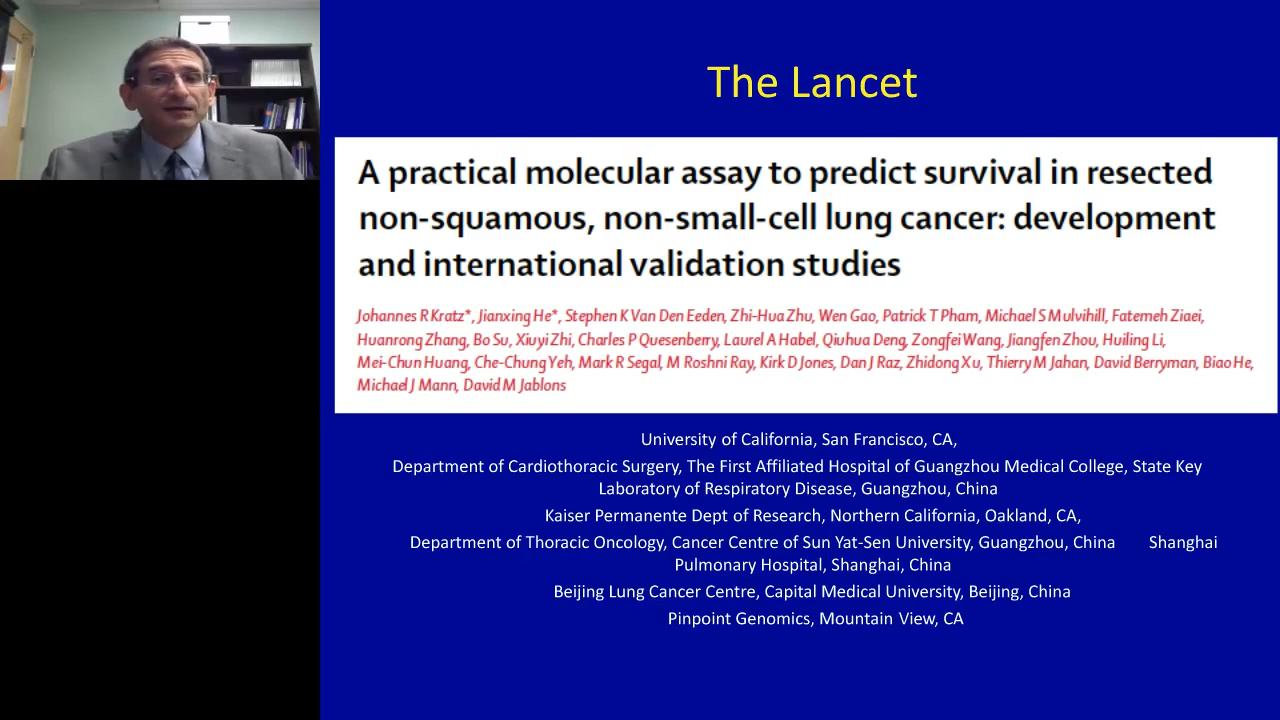 The Lancet
A practical molecular assay to predict survival in resected
non-squamous, non-small-cell lung cancer: development
and international validation studies
Johannes R Kratz*, Jianxing He*, Stephen K Van Den Eeden, Zhi-Hua Zhu, Wen Gao, Patrick T Pham, Michael S Mulvihill, Fatemeh Ziaei,
Huanrong Zhang, Bo Su, Xiuyi Zhi, Charles P Quesenberry, Laurel A Habel, Qiuhua Deng, Zongfei Wang, Jiangfen Zhou, Huiling Li,
Mei-Chun Huang, Che-Chung Yeh, Mark R Segal, M Roshni Ray, Kirk D Jones, Dan J Raz, Zhidong Xu, Thierry M Jahan, David Berryman, Biao He,
Michael J Mann, David M Jablons
University of California, San Francisco, CA,
Department of Cardiothoracic Surgery, The First Affiliated Hospital of Guangzhou Medical College, State Key
Laboratory of Respiratory Disease, Guangzhou, China
Kaiser Permanente Dept of Research, Northern California, Oakland, CA,
Department of Thoracic Oncology, Cancer Centre of Sun Yat-Sen University, Guangzhou, China Shanghai
Pulmonary Hospital, Shanghai, China
Beijing Lung Cancer Centre, Capital Medical University, Beijing, China
Pinpoint Genomics, Mountain View, CA